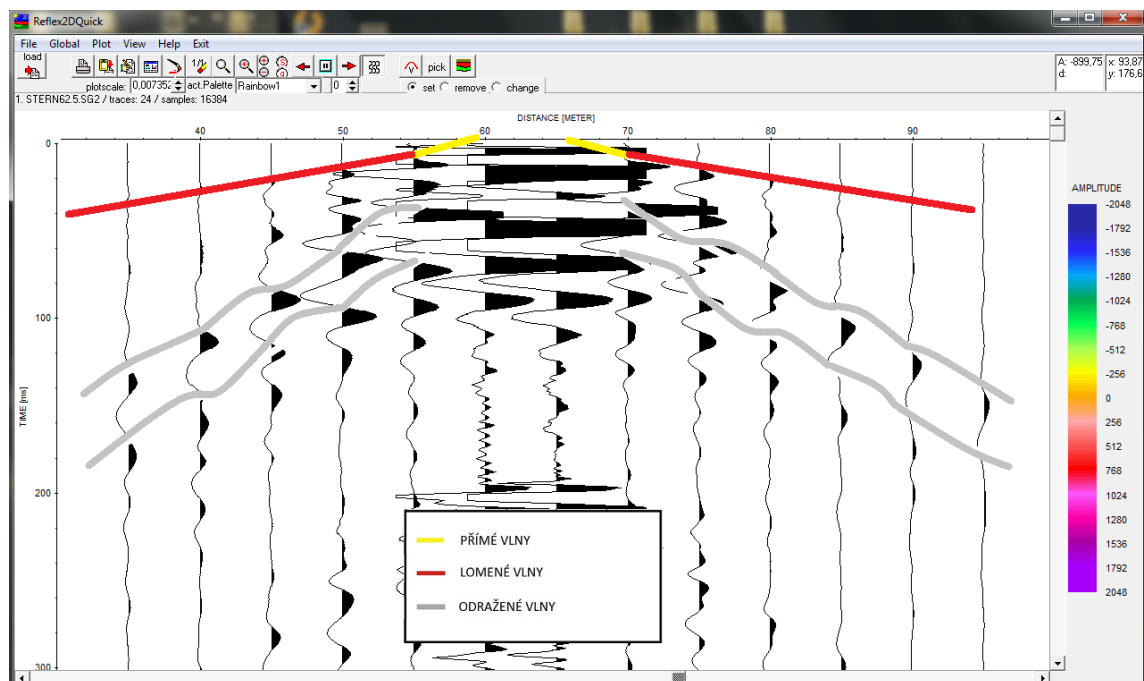 Reflex2DQuick
File Global Plot View Help Exit
load
1/2
pick
plotscale: 0,007352 act.Palette Rainbow1 0 set remove change
A: -899,75 x: 93,87
d: y: 176,6
1. STERN62.5.SG2 / traces: 24 / samples: 16384
DISTANCE [METER]
40 50 60 70 80 90
0
100
200
300
TIME [ms]
AMPLITUDE
-2048
-1792
-1536
-1280
-1024
-768
-512
-256
0
256
512
768
1024
1280
1536
1792
2048
PŘÍMÉ VLNY
LOMENÉ VLNY
ODRAŽENÉ VLNY